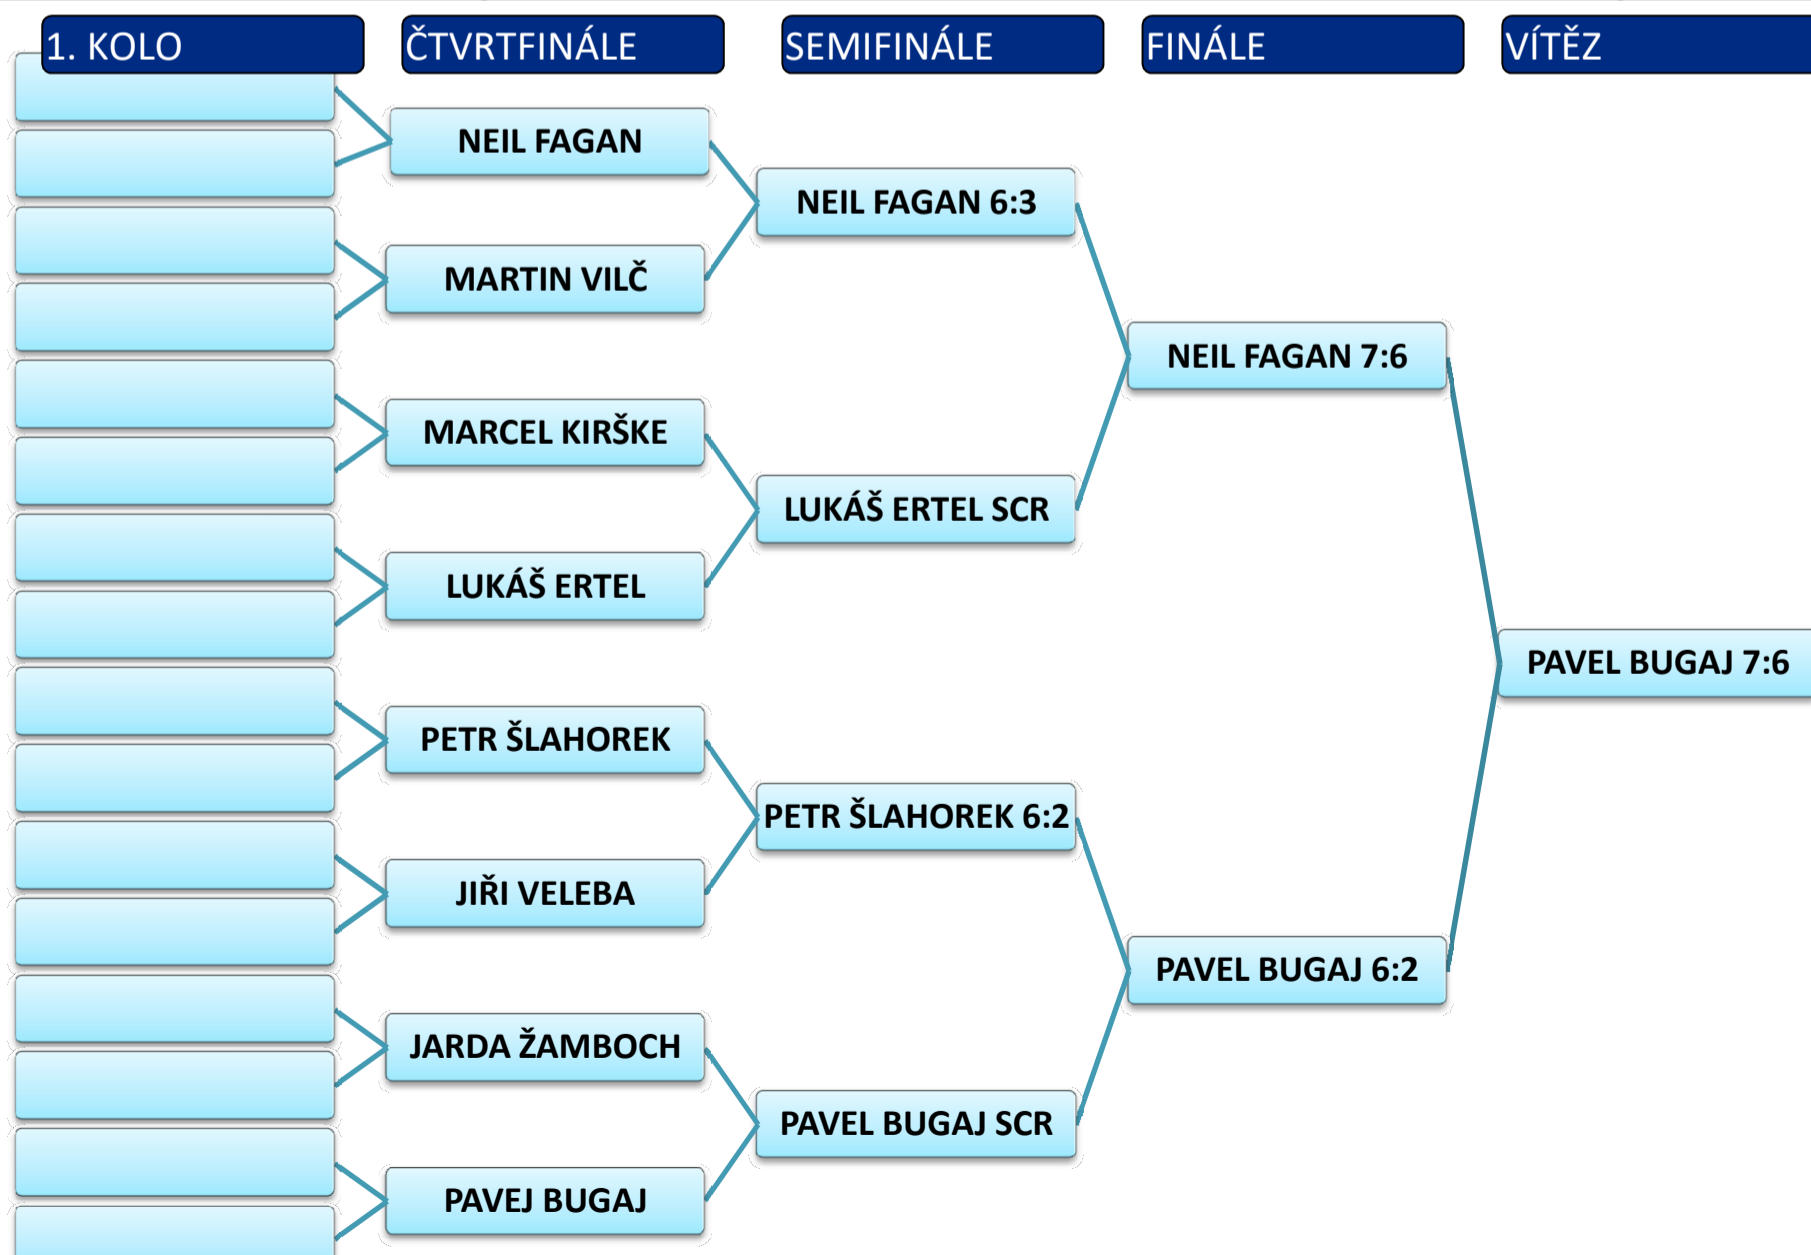 1. KOLO
ČTVRTFINÁLE
SEMIFINÁLE
FINÁLE
VÍTĚZ
NEIL FAGAN
MARTIN VILČ
MARCEL KIRŠKE
LUKÁŠ ERTEL
PETR ŠLAHOREK
JIŘI VELEBA
JARDA ŽAMBOCH
PAVEJ BUGAJ
NEIL FAGAN 6:3
LUKÁŠ ERTEL SCR
PETR ŠLAHOREK 6:2
PAVEL BUGAJ SCR
NEIL FAGAN 7:6
PAVEL BUGAJ 6:2
PAVEL BUGAJ 7:6